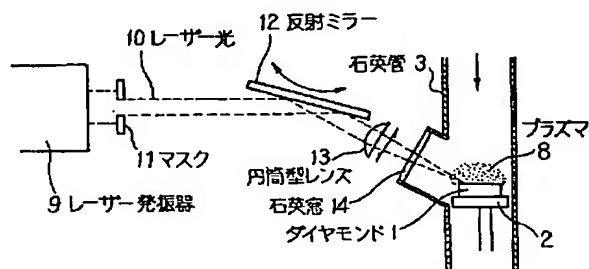 12 反射ミラー
10 レーザー光
石英管 3
プラズマ
8
11 マスク
13
円筒型レンズ
石英窓 14
9 レーザー発振器
ダイヤモンド 1
2